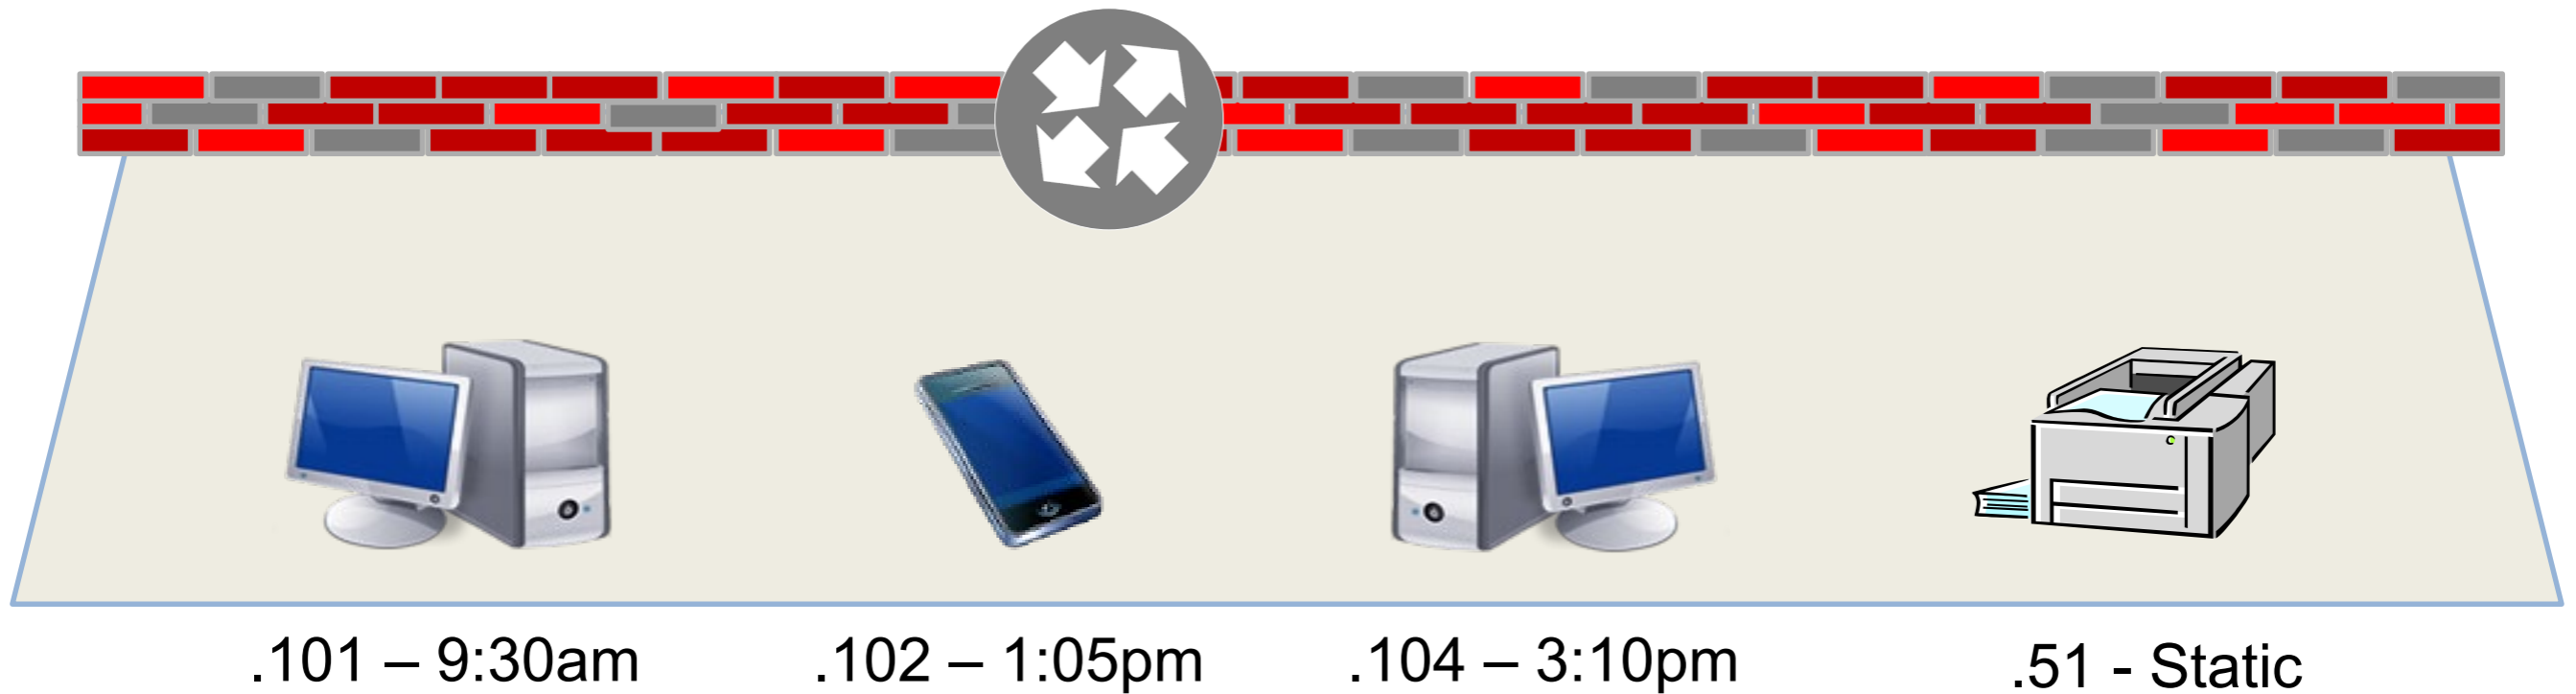 .101 – 9:30am
.102 – 1:05pm
.104 – 3:10pm
.51 - Static